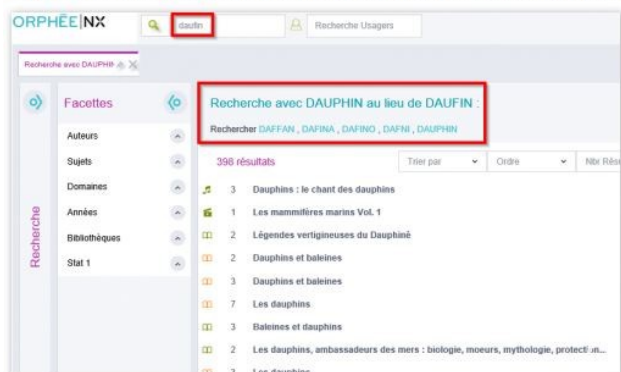 ORPHÉE|NX
daufin
Recherche Usagers
Recherche avec DAUPHIN
Facettes
Auteurs
Sujets
Domaines
Années
Bibliothèques
Stat 1
Recherche
Recherche avec DAUPHIN au lieu de DAUFIN :
Rechercher DAFFAN , DAFINA , DAFINO , DAFNI , DAUPHIN
398 résultats
Trier par
Ordre
Nbx
3 Dauphins : le chant des dauphins
1 Les mammifères marins Vol. 1
2 Légendes vertigineuses du Dauphiné
2 Dauphins et baleines
3 Dauphins et baleines
7 Les dauphins
3 Baleines et dauphins
2 Les dauphins, ambassadeurs des mers : biologie, moeurs, mythologie,
3 Les dauphins